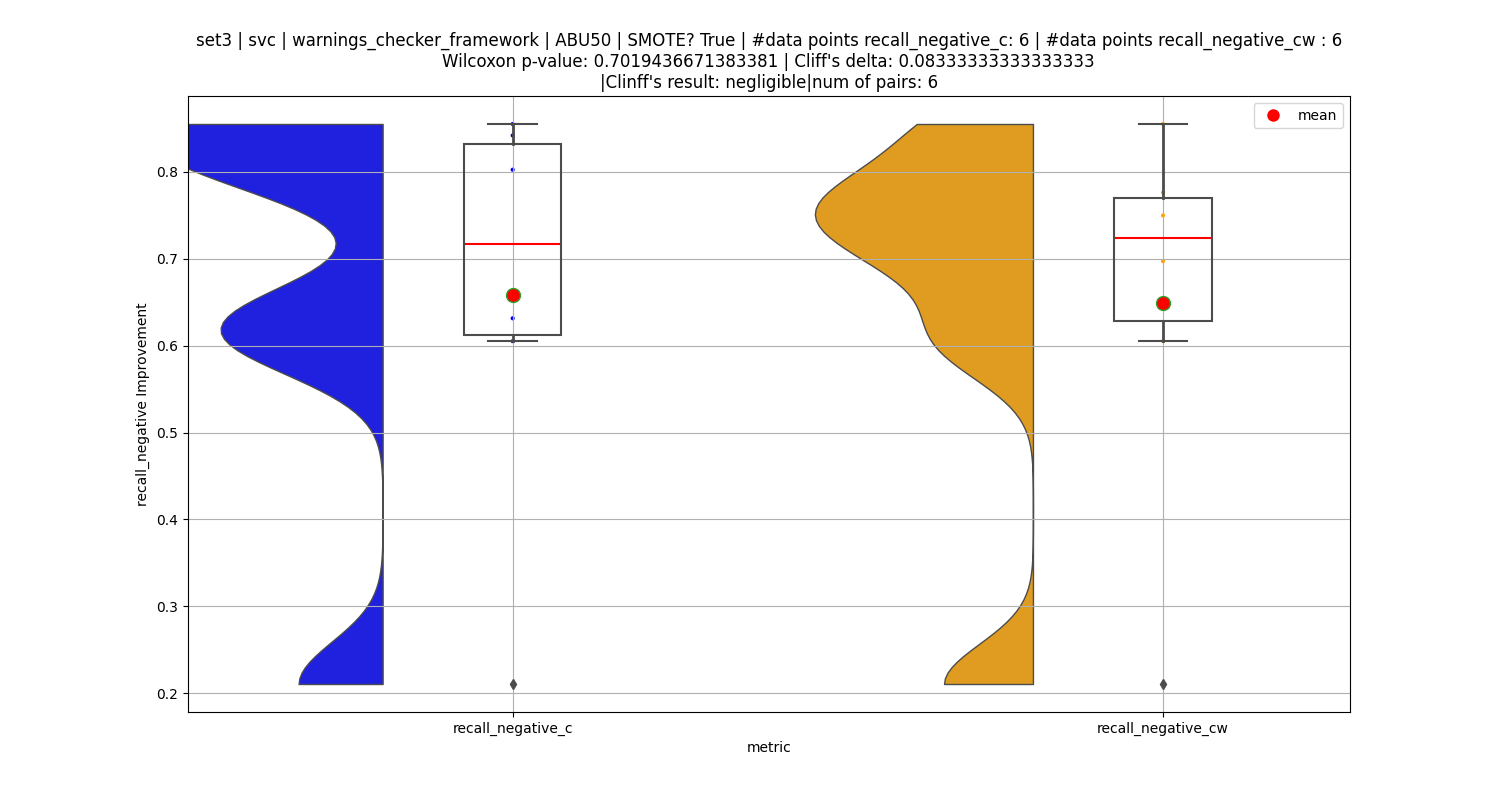 set3 | svc | warnings_checker_framework | ABU50 | SMOTE? True | #data points recall_negative_c: 6 | #data points recall_negative_cw : 6
Wilcoxon p-value: 0.7019436671383381 | Cliff's delta: 0.08333333333333333
|Clinff's result: negligible|num of pairs: 6
mean
0.8
0.7
0.6
0.5
0.4
0.3
0.2
recall_negative Improvement
recall_negative_c
recall_negative_cw
metric